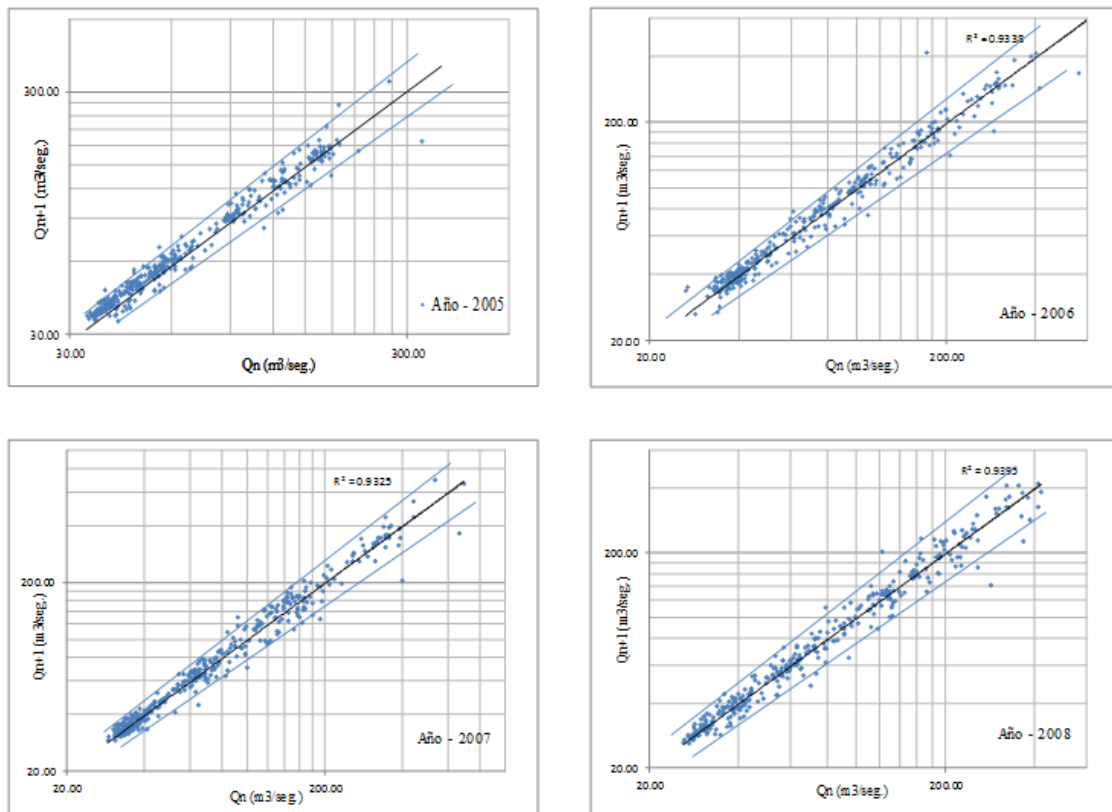 300.00
Qn+1 (m3/seg.)
Año - 2005
30.00
30.00
300.00
Qn (m3/seg.)
R² = 0.9338
200.00
Qn+1 (m3/seg.)
Año - 2006
20.00
20.00
200.00
Qn (m3/seg.)
R² = 0.9325
200.00
Qn+1 (m3/seg.)
Año - 2007
20.00
20.00
200.00
Qn (m3/seg.)
R² = 0.9395
200.00
Qn+1 (m3/seg.)
Año - 2008
20.00
20.00
200.00
Qn (m3/seg.)